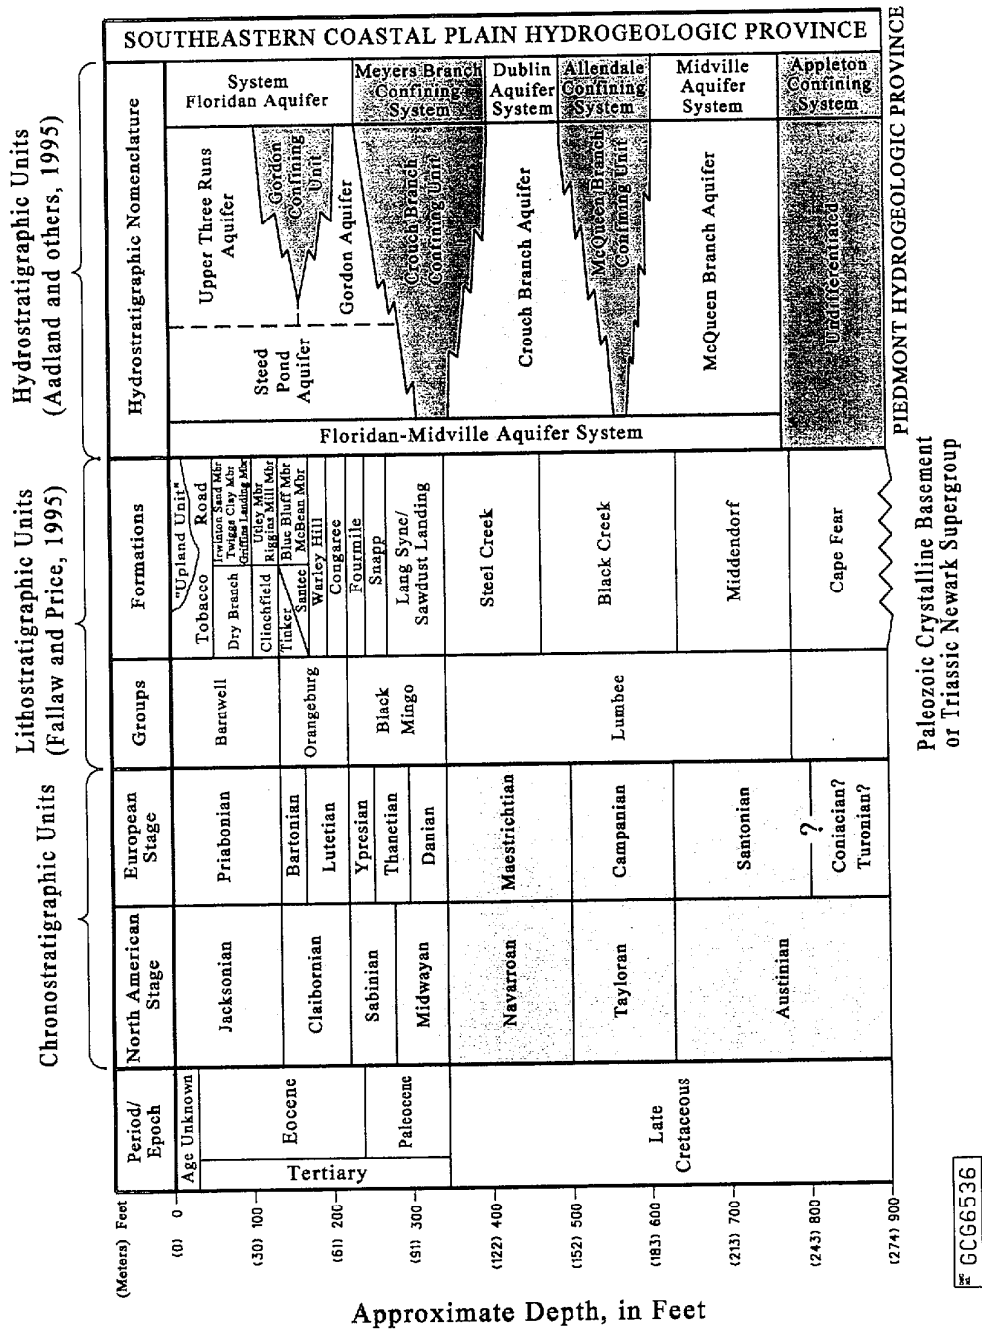 SOUTHEASTERN COASTAL PLAIN HYDROGEOLOGIC PROVINCE
PIEDMONT HYDROGEOLOGIC PROVINCE
Hydrostratigraphic Units
(Aadland and others, 1995)
Hydrostratigraphic Nomenclature
System
Floridan Aquifer
Meyers Branch
Confining
System
Dublin
Aquifer
System
Allendale
Confining
System
Midville
Aquifer
System
Appleton
Confining
System
Upper Three Runs
Aquifer
Gordon
Confining
Unit
Gordon Aquifer
Crouch Branch
Confining Unit
Crouch Branch Aquifer
McQueen Branch
Confining Unit
McQueen Branch Aquifer
Undifferentiated
Steed
Pond
Aquifer
Floridan-Midville Aquifer System
Lithostratigraphic Units
(Fallaw and Price, 1995)
Formations
"Upland Unit"
Tobacco Road
Irwinton Sand Mbr
Twiggs Clay Mbr
Griffins Landing Mbr
Dry Branch
Utley Mbr
Riggins Mill Mbr
Clinchfield
Blue Bluff Mbr
McBean Mbr
Tinker
Santee
Warley Hill
Congaree
Fourmile
Snapp
Lang Syne/
Sawdust Landing
Steel Creek
Black Creek
Middendorf
Cape Fear
Groups
Barnwell
Orangeburg
Black
Mingo
Lumbee
Paleozoic Crystalline Basement
or Triassic Newark Supergroup
Chronostratigraphic Units
European
Stage
Priabonian
Bartonian
Lutetian
Ypresian
Thanetian
Danian
Maestrichtian
Campanian
Santonian
?
Coniacian?
Turonian?
North American
Stage
Jacksonian
Claibornian
Sabinian
Midwayan
Navarroan
Tayloran
Austinian
Period/
Epoch
Age Unknown
Eocene
Paleocene
Tertiary
Late
Cretaceous
(Meters) Feet
(0) 0
(30) 100
(61) 200
(91) 300
(122) 400
(152) 500
(183) 600
(213) 700
(243) 800
(274) 900
Approximate Depth, in Feet
GCG6536